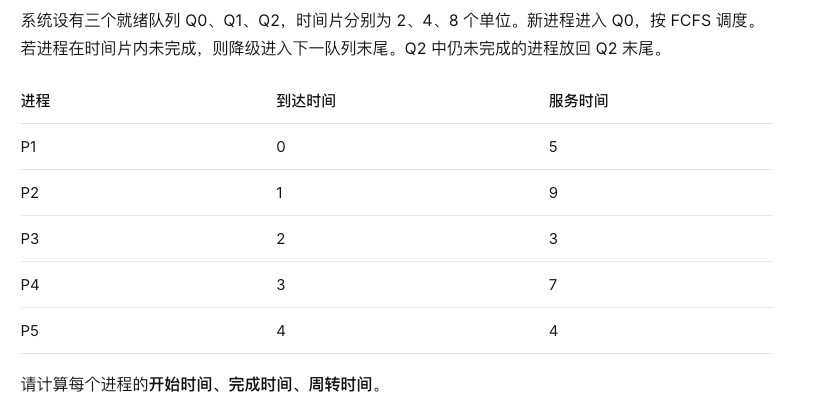 系统设有三个就绪队列 Q0、Q1、Q2，时间片分别为 2、4、8 个单位。新进程进入 Q0，按 FCFS 调度。
若进程在时间片内未完成，则降级进入下一队列末尾。Q2 中仍未完成的进程放回 Q2 末尾。
进程 到达时间 服务时间
P1 0 5
P2 1 9
P3 2 3
P4 3 7
P5 4 4
请计算每个进程的开始时间、完成时间、周转时间。